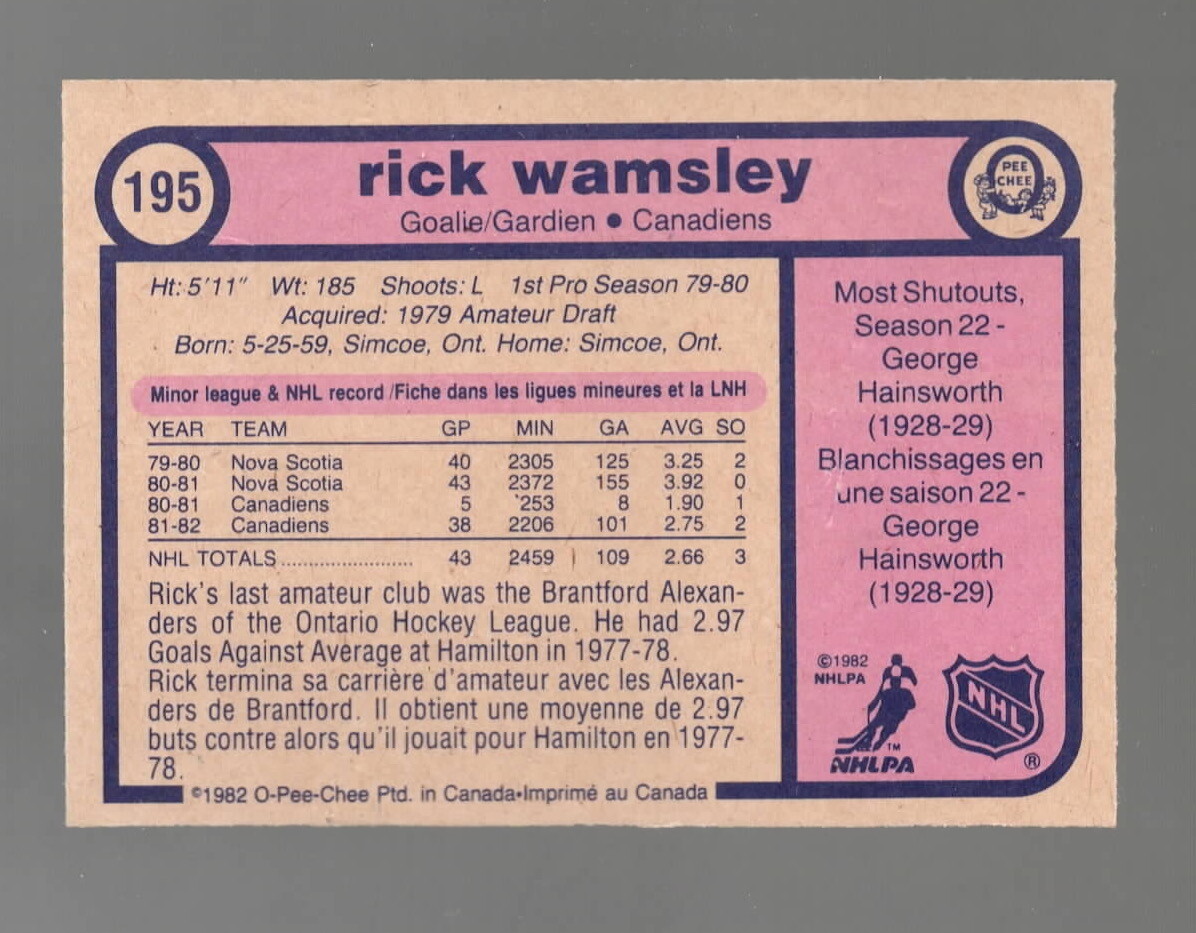 195
rick wamsley
Goalie/Gardien • Canadiens
PEE
CHEE
Ht: 5'11" Wt: 185 Shoots: L 1st Pro Season 79-80
Acquired: 1979 Amateur Draft
Born: 5-25-59, Simcoe, Ont. Home: Simcoe, Ont.
Minor league & NHL record /Fiche dans les ligues mineures et la LNH
YEAR TEAM GP MIN GA AVG SO
79-80 Nova Scotia 40 2305 125 3.25 2
80-81 Nova Scotia 43 2372 155 3.92 0
80-81 Canadiens 5 253 8 1.90 1
81-82 Canadiens 38 2206 101 2.75 2
NHL TOTALS........................ 43 2459 109 2.66 3
Rick's last amateur club was the Brantford Alexan-
ders of the Ontario Hockey League. He had 2.97
Goals Against Average at Hamilton in 1977-78.
Rick termina sa carrière d'amateur avec les Alexan-
ders de Brantford. Il obtient une moyenne de 2.97
buts contre alors qu'il jouait pour Hamilton en 1977-
78.
©1982 O-Pee-Chee Ptd. in Canada•Imprimé au Canada
Most Shutouts,
Season 22 -
George
Hainsworth
(1928-29)
Blanchissages en
une saison 22 -
George
Hainsworth
(1928-29)
©1982
NHLPA
TM
NHLPA
NHL
®